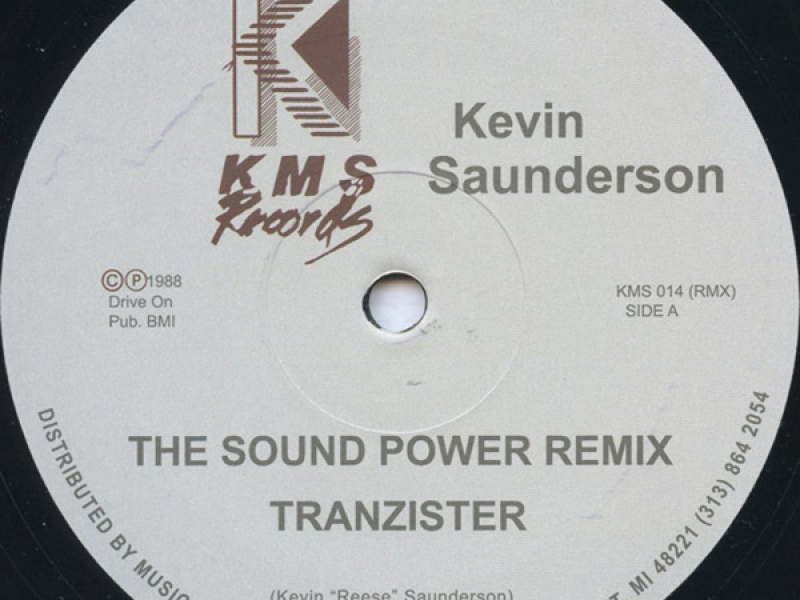 K
KMS
Records
Kevin
Saunderson
©℗1988
Drive On
Pub. BMI
KMS 014 (RMX)
SIDE A
THE SOUND POWER REMIX
TRANZISTER
(Kevin "Reese" Saunderson)
DISTRIBUTED BY MUSIC
MI 48221 (313) 864 2054